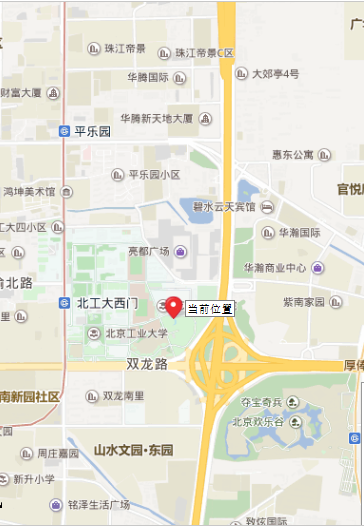 珠江帝景
珠江帝景C区
华腾国际
大郊亭4号
财富大厦
华腾新天地大厦
平乐园
惠东公寓
平乐园小区
鸿坤美术馆
碧水云天宾馆
工大四小区
华瀚国际
亮都广场
华瀚商业中心
北工大西门
当前位置
紫南家园
北京工业大学
双龙路
南新园社区
双龙南里
夺宝奇兵
北京欢乐谷
山水文园·东园
周庄嘉园
新升小学
铭泽生活广场
致炫国际